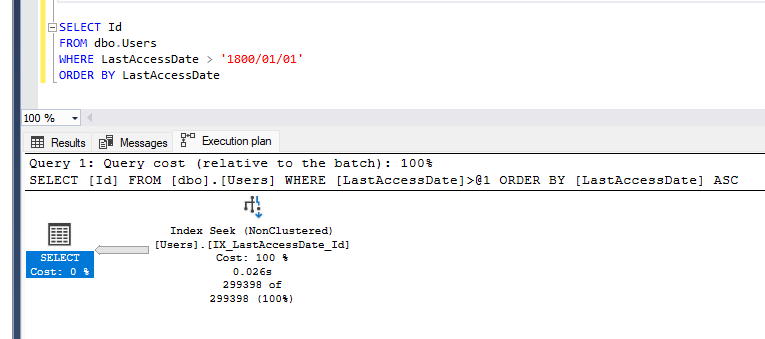 SELECT Id
FROM dbo.Users
WHERE LastAccessDate > '1800/01/01'
ORDER BY LastAccessDate
100 %
Results Messages Execution plan
Query 1: Query cost (relative to the batch): 100%
SELECT [Id] FROM [dbo].[Users] WHERE [LastAccessDate]>@1 ORDER BY [LastAccessDate] ASC
Index Seek (NonClustered)
[Users].[IX_LastAccessDate_Id]
Cost: 100 %
0.026s
299398 of
299398 (100%)
SELECT
Cost: 0 %